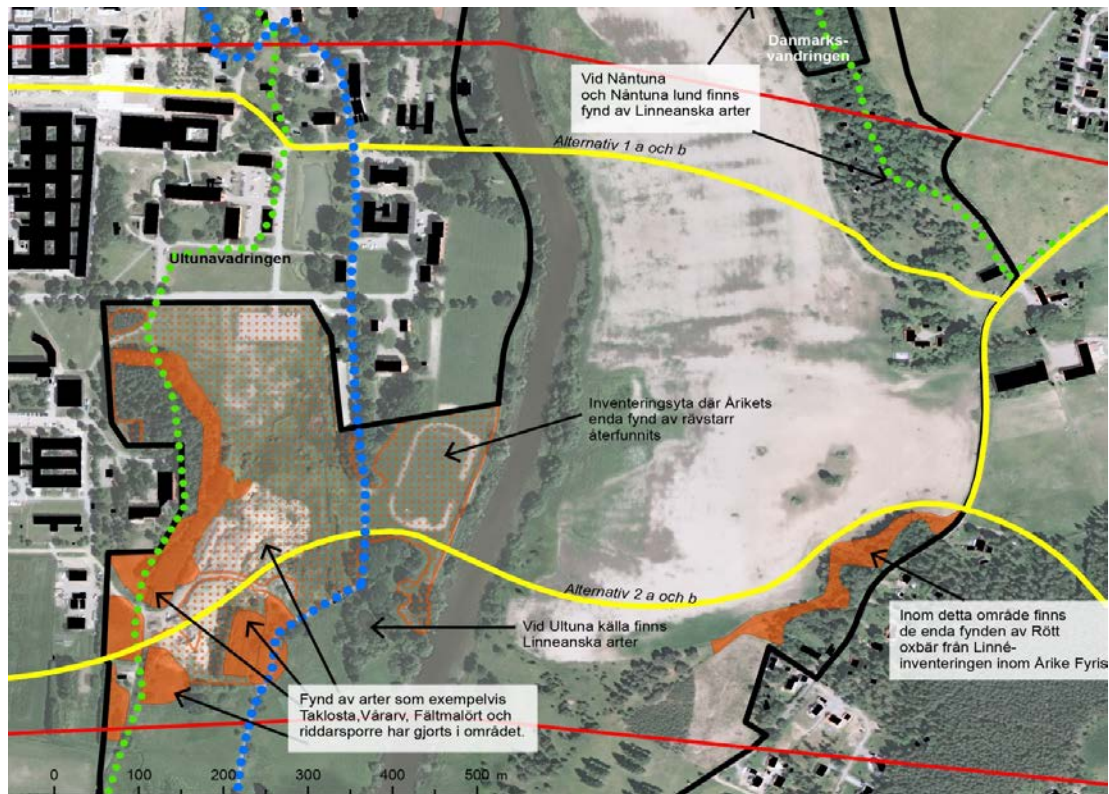 Danmarks-
vandringen
Vid Nåntuna
och Nåntuna lund finns
fynd av Linneanska arter
Alternativ 1 a och b
Ultunavadringen
Inventeringsyta där Årikets
enda fynd av rävstarr
återfunnits
Alternativ 2 a och b
Vid Ultuna källa finns
Linneanska arter
Inom detta område finns
de enda fynden av Rött
oxbär från Linné-
inventeringen inom Årike Fyris
Fynd av arter som exempelvis
Taklosta,Vårarv, Fältmalört och
riddarsporre har gjorts i området.
0 100 200 300 400 500 m